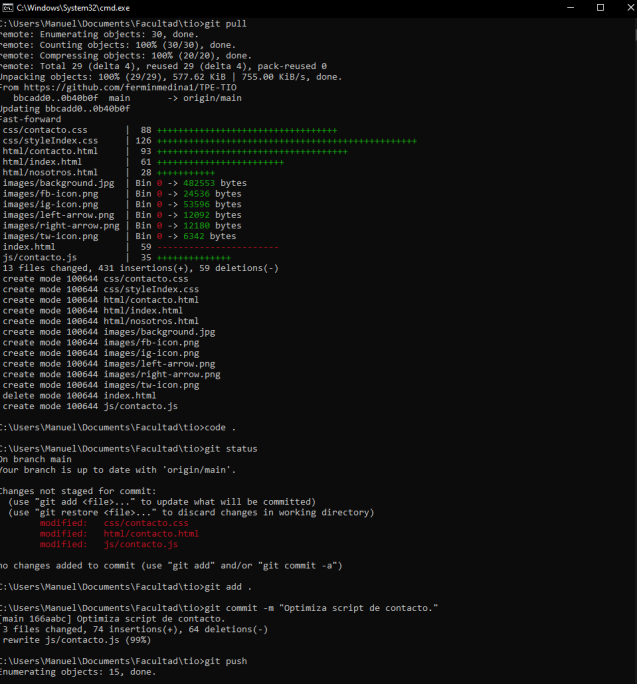 C:\Windows\System32\cmd.exe
C:\Users\Manuel\Documents\Facultad\tio>git pull
remote: Enumerating objects: 30, done.
remote: Counting objects: 100% (30/30), done.
remote: Compressing objects: 100% (20/20), done.
remote: Total 29 (delta 4), reused 29 (delta 4), pack-reused 0
Unpacking objects: 100% (29/29), 577.62 KiB | 755.00 KiB/s, done.
From https://github.com/ferminmedina1/TPE-TIO
   bbcadd0..0b40b0f  main       -> origin/main
Updating bbcadd0..0b40b0f
Fast-forward
 css/contacto.css       |  88 ++++++++++++++++++++++++++++++++++
 css/styleIndex.css     | 126 +++++++++++++++++++++++++++++++++++++++++++++++++
 html/contacto.html     |  93 ++++++++++++++++++++++++++++++++++++
 html/index.html        |  61 ++++++++++++++++++++++++
 html/nosotros.html     |  28 +++++++++++
 images/background.jpg  | Bin 0 -> 482553 bytes
 images/fb-icon.png     | Bin 0 -> 24536 bytes
 images/ig-icon.png     | Bin 0 -> 53596 bytes
 images/left-arrow.png  | Bin 0 -> 12092 bytes
 images/right-arrow.png | Bin 0 -> 12180 bytes
 images/tw-icon.png     | Bin 0 -> 6342 bytes
 index.html             |  59 -----------------------
 js/contacto.js         |  35 ++++++++++++++
 13 files changed, 431 insertions(+), 59 deletions(-)
 create mode 100644 css/contacto.css
 create mode 100644 css/styleIndex.css
 create mode 100644 html/contacto.html
 create mode 100644 html/index.html
 create mode 100644 html/nosotros.html
 create mode 100644 images/background.jpg
 create mode 100644 images/fb-icon.png
 create mode 100644 images/ig-icon.png
 create mode 100644 images/left-arrow.png
 create mode 100644 images/right-arrow.png
 create mode 100644 images/tw-icon.png
 delete mode 100644 index.html
 create mode 100644 js/contacto.js
C:\Users\Manuel\Documents\Facultad\tio>code .
C:\Users\Manuel\Documents\Facultad\tio>git status
On branch main
Your branch is up to date with 'origin/main'.
Changes not staged for commit:
  (use "git add <file>..." to update what will be committed)
  (use "git restore <file>..." to discard changes in working directory)
        modified:   css/contacto.css
        modified:   html/contacto.html
        modified:   js/contacto.js
no changes added to commit (use "git add" and/or "git commit -a")
C:\Users\Manuel\Documents\Facultad\tio>git add .
C:\Users\Manuel\Documents\Facultad\tio>git commit -m "Optimiza script de contacto."
[main 166aabc] Optimiza script de contacto.
 3 files changed, 74 insertions(+), 64 deletions(-)
 rewrite js/contacto.js (99%)
C:\Users\Manuel\Documents\Facultad\tio>git push
Enumerating objects: 15, done.